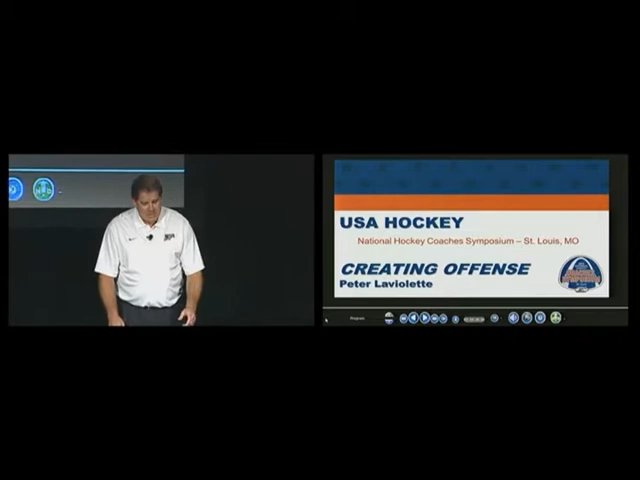 USA HOCKEY
National Hockey Coaches Symposium – St. Louis, MO
CREATING OFFENSE
Peter Laviolette